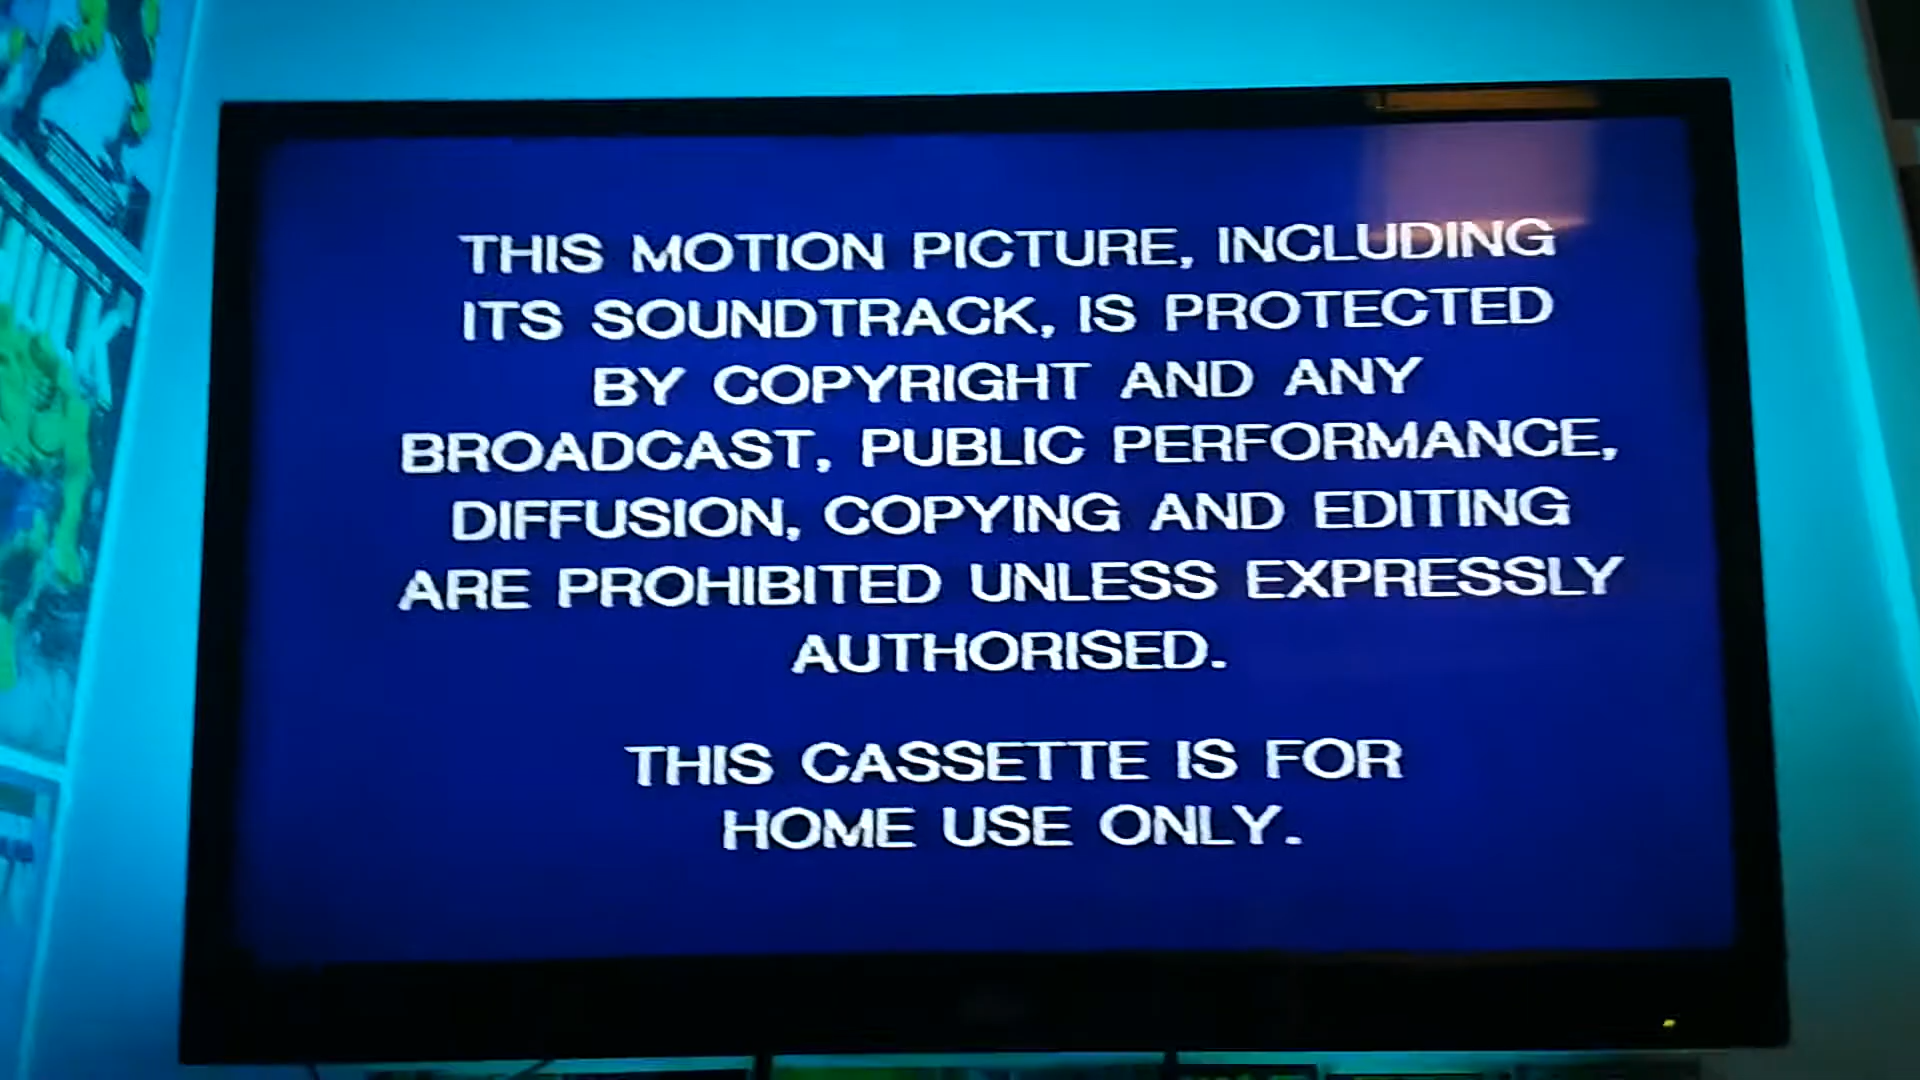 THIS MOTION PICTURE, INCLUDING
ITS SOUNDTRACK, IS PROTECTED
BY COPYRIGHT AND ANY
BROADCAST, PUBLIC PERFORMANCE,
DIFFUSION, COPYING AND EDITING
ARE PROHIBITED UNLESS EXPRESSLY
AUTHORISED.
THIS CASSETTE IS FOR
HOME USE ONLY.